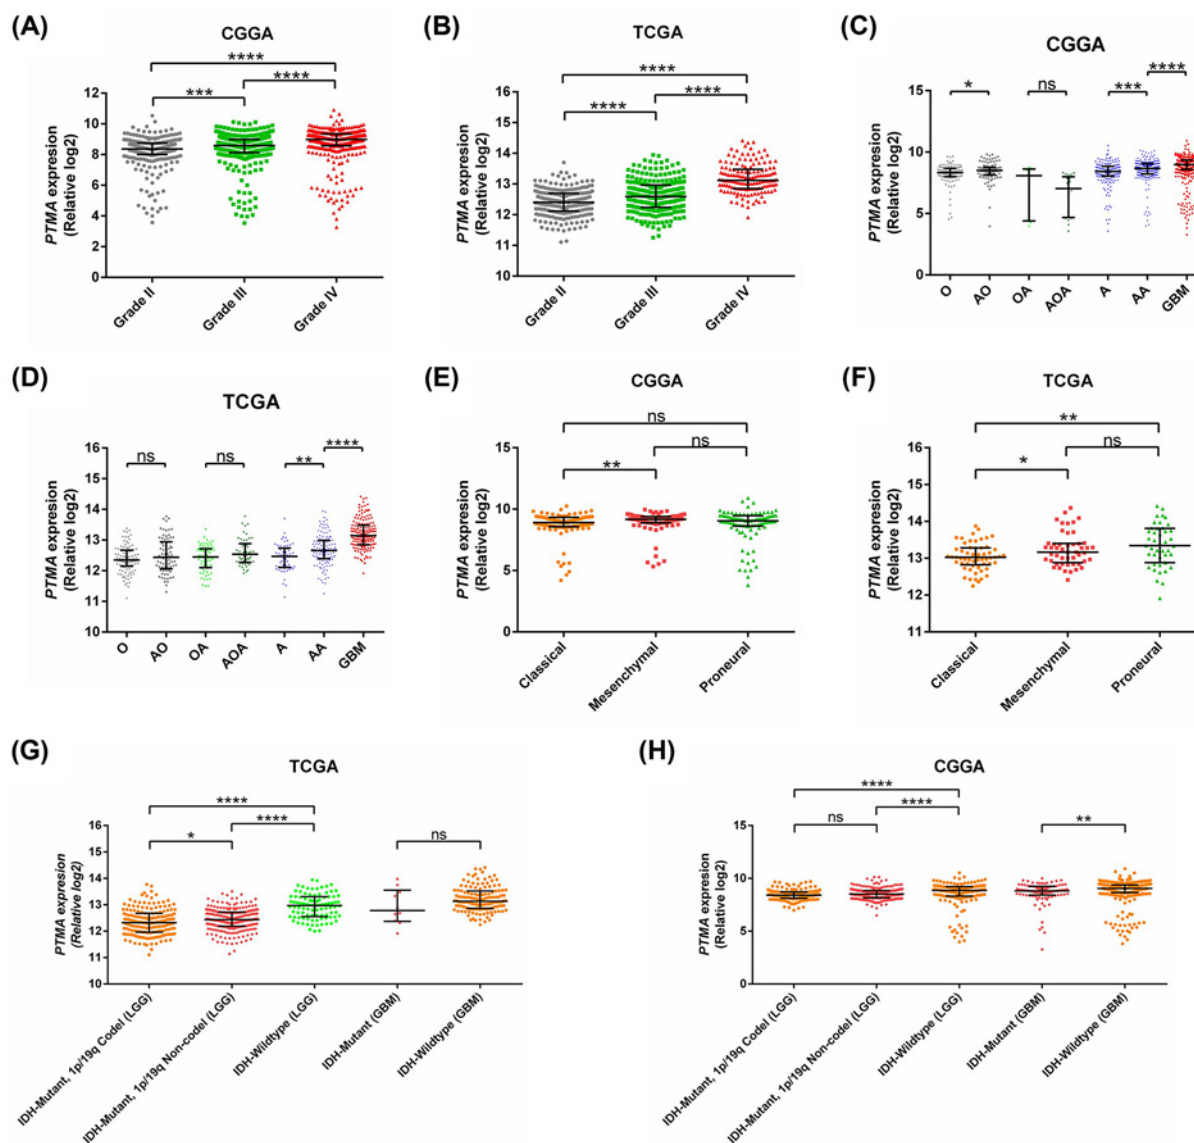 (A)
CGGA
****
***
****
PTMA expresion
(Relative log2)
12
10
8
6
4
2
0
Grade II
Grade III
Grade IV
(B)
TCGA
****
****
****
PTMA expresion
(Relative log2)
16
15
14
13
12
11
10
Grade II
Grade III
Grade IV
(C)
CGGA
*
ns
***
****
PTMA expresion
(Relative log2)
15
10
5
0
O
AO
OA
AOA
A
AA
GBM
(D)
TCGA
ns
ns
**
****
PTMA expresion
(Relative log2)
16
15
14
13
12
11
10
O
AO
OA
AOA
A
AA
GBM
(E)
CGGA
ns
**
ns
PTMA expresion
(Relative log2)
15
10
5
0
Classical
Mesenchymal
Proneural
(F)
TCGA
**
*
ns
PTMA expresion
(Relative log2)
16
15
14
13
12
11
Classical
Mesenchymal
Proneural
(G)
TCGA
****
*
****
ns
PTMA expresion
(Relative log2)
16
15
14
13
12
11
10
IDH-Mutant, 1p/19q Codel (LGG)
IDH-Mutant, 1p/19q Non-codel (LGG)
IDH-Wildtype (LGG)
IDH-Mutant (GBM)
IDH-Wildtype (GBM)
(H)
CGGA
****
ns
****
**
PTMA expresion
(Relative log2)
15
10
5
0
IDH-Mutant, 1p/19q Codel (LGG)
IDH-Mutant, 1p/19q Non-codel (LGG)
IDH-Wildtype (LGG)
IDH-Mutant (GBM)
IDH-Wildtype (GBM)